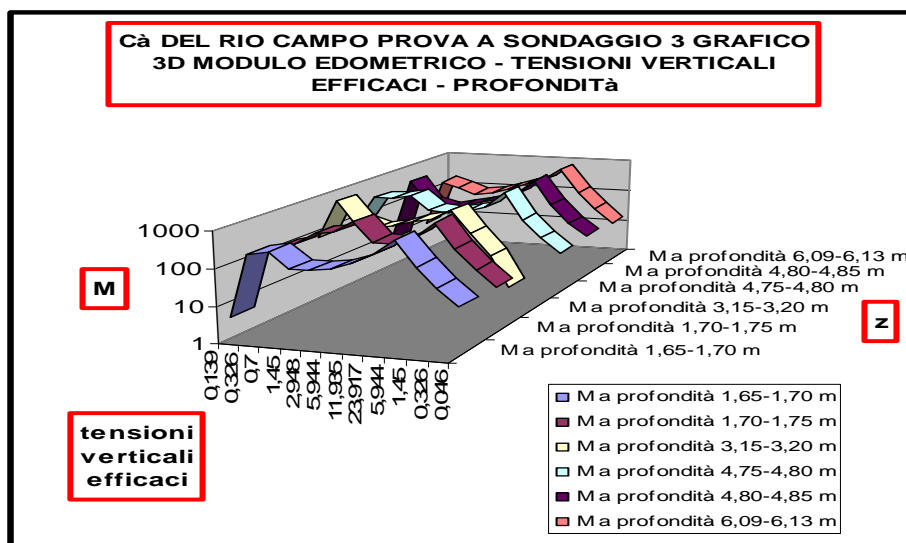 Cà DEL RIO CAMPO PROVA A SONDAGGIO 3 GRAFICO
3D MODULO EDOMETRICO - TENSIONI VERTICALI
EFFICACI - PROFONDITà
1000
100
10
1
M
0,139
0,326
0,7
1,45
2,948
5,944
11,935
23,917
5,944
1,45
0,326
0,046
M a profondità 6,09-6,13 m
M a profondità 4,80-4,85 m
M a profondità 4,75-4,80 m
M a profondità 3,15-3,20 m
M a profondità 1,70-1,75 m
M a profondità 1,65-1,70 m
z
tensioni
verticali
efficaci
M a profondità 1,65-1,70 m
M a profondità 1,70-1,75 m
M a profondità 3,15-3,20 m
M a profondità 4,75-4,80 m
M a profondità 4,80-4,85 m
M a profondità 6,09-6,13 m